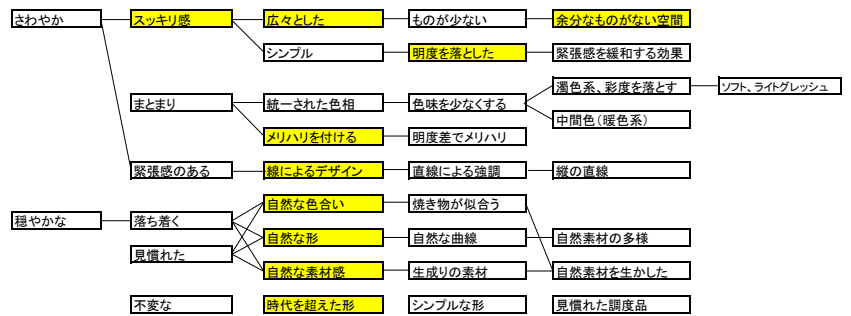 さわやか
スッキリ感
広々とした
ものが少ない
余分なものがない空間
シンプル
明度を落とした
緊張感を緩和する効果
濁色系、彩度を落とす
ソフト、ライトグレッシュ
まとまり
統一された色相
色味を少なくする
中間色(暖色系)
メリハリを付ける
明度差でメリハリ
緊張感のある
線によるデザイン
直線による強調
縦の直線
自然な色合い
焼き物が似合う
穏やかな
落ち着く
自然な形
自然な曲線
自然素材の多様
見慣れた
自然な素材感
生成りの素材
自然素材を生かした
不変な
時代を超えた形
シンプルな形
見慣れた調度品